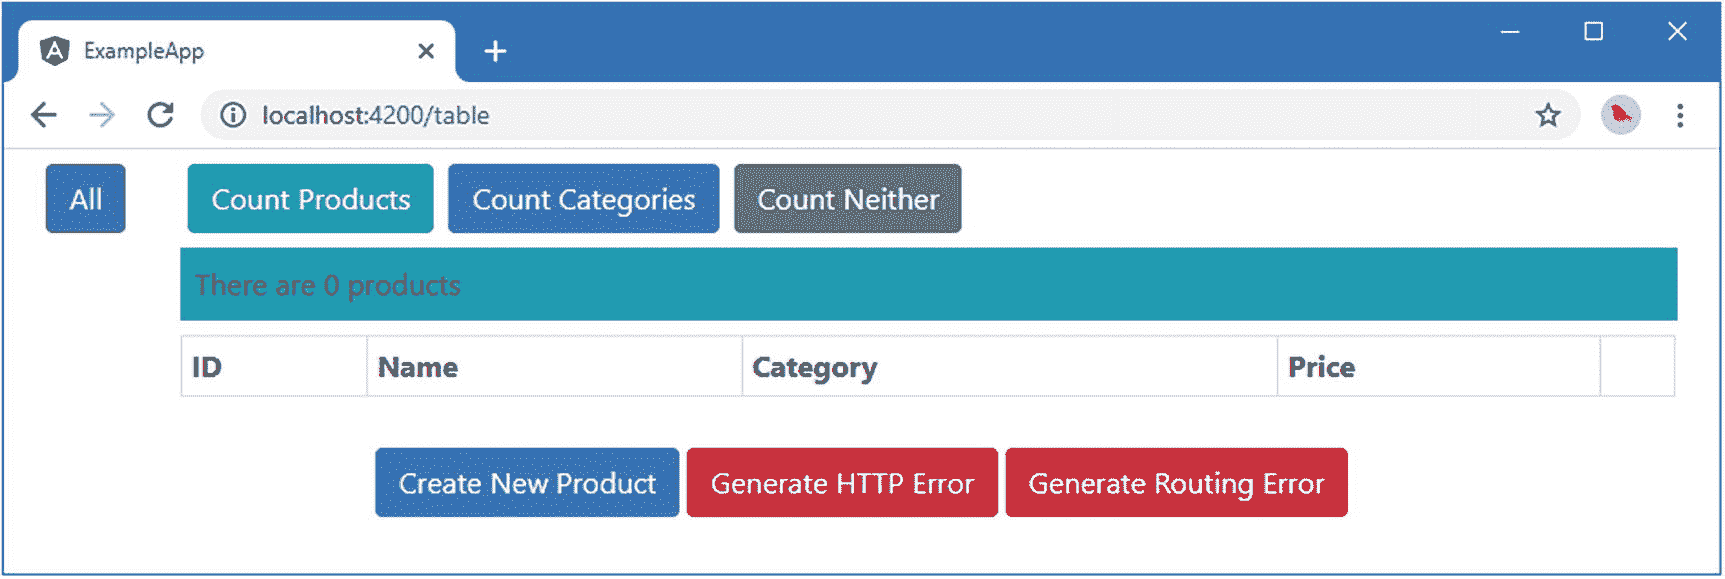 ExampleApp
localhost:4200/table
All Count Products Count Categories Count Neither
There are 0 products
ID Name Category Price
Create New Product Generate HTTP Error Generate Routing Error